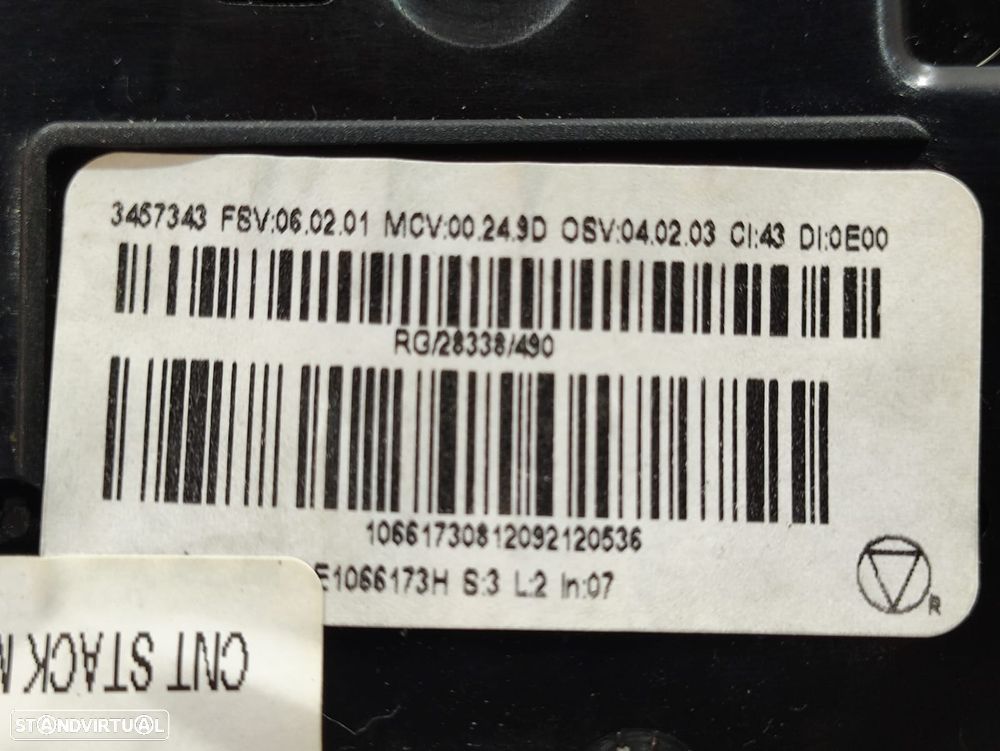 3457343 FSV:06.02.01 MCV:00.24.9D OSV:04.02.03 CI:43 DI:0E00
RG/28338/490
10661730812092120536
E1066173H S:3 L:2 In:07
R
CNT STACK
STANDVIRTUAL